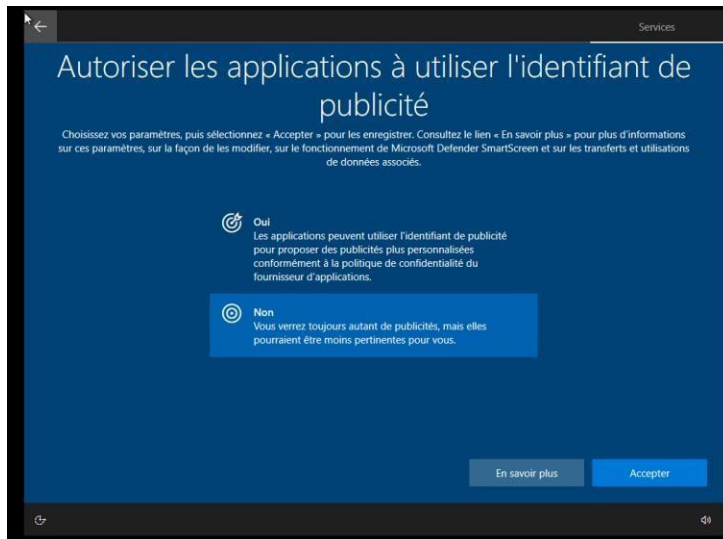 Services
Autoriser les applications à utiliser l'identifiant de
publicité
Choisissez vos paramètres, puis sélectionnez « Accepter » pour les enregistrer. Consultez le lien « En savoir plus » pour plus d'informations
sur ces paramètres, sur la façon de les modifier, sur le fonctionnement de Microsoft Defender SmartScreen et sur les transferts et utilisations
de données associés.
Oui
Les applications peuvent utiliser l'identifiant de publicité
pour proposer des publicités plus personnalisées
conformément à la politique de confidentialité du
fournisseur d'applications.
Non
Vous verrez toujours autant de publicités, mais elles
pourraient être moins pertinentes pour vous.
En savoir plus
Accepter